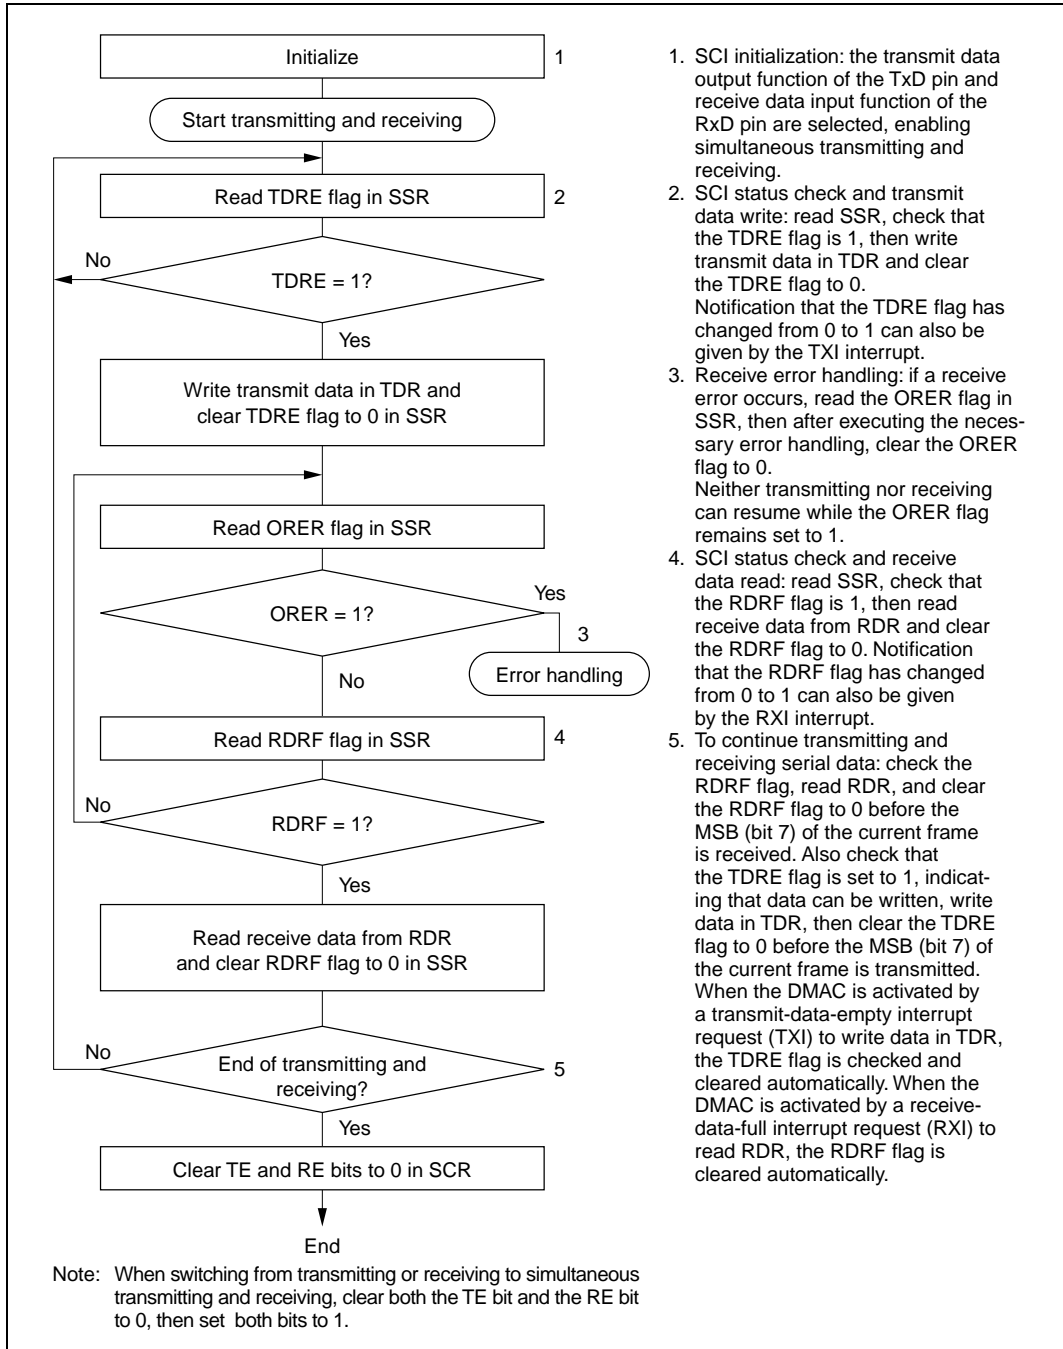 Initialize
1
Start transmitting and receiving
Read TDRE flag in SSR
2
No
TDRE = 1?
Yes
Write transmit data in TDR and
clear TDRE flag to 0 in SSR
Read ORER flag in SSR
Yes
ORER = 1?
3
Error handling
No
Read RDRF flag in SSR
4
No
RDRF = 1?
Yes
Read receive data from RDR
and clear RDRF flag to 0 in SSR
No
End of transmitting and
receiving?
5
Yes
Clear TE and RE bits to 0 in SCR
End
1. SCI initialization: the transmit data
output function of the TxD pin and
receive data input function of the
RxD pin are selected, enabling
simultaneous transmitting and
receiving.
2. SCI status check and transmit
data write: read SSR, check that
the TDRE flag is 1, then write
transmit data in TDR and clear
the TDRE flag to 0.
Notification that the TDRE flag has
changed from 0 to 1 can also be
given by the TXI interrupt.
3. Receive error handling: if a receive
error occurs, read the ORER flag in
SSR, then after executing the neces-
sary error handling, clear the ORER
flag to 0.
Neither transmitting nor receiving
can resume while the ORER flag
remains set to 1.
4. SCI status check and receive
data read: read SSR, check that
the RDRF flag is 1, then read
receive data from RDR and clear
the RDRF flag to 0. Notification
that the RDRF flag has changed
from 0 to 1 can also be given
by the RXI interrupt.
5. To continue transmitting and
receiving serial data: check the
RDRF flag, read RDR, and clear
the RDRF flag to 0 before the
MSB (bit 7) of the current frame
is received. Also check that
the TDRE flag is set to 1, indicat-
ing that data can be written, write
data in TDR, then clear the TDRE
flag to 0 before the MSB (bit 7) of
the current frame is transmitted.
When the DMAC is activated by
a transmit-data-empty interrupt
request (TXI) to write data in TDR,
the TDRE flag is checked and
cleared automatically. When the
DMAC is activated by a receive-
data-full interrupt request (RXI) to
read RDR, the RDRF flag is
cleared automatically.
Note: When switching from transmitting or receiving to simultaneous
transmitting and receiving, clear both the TE bit and the RE bit
to 0, then set both bits to 1.